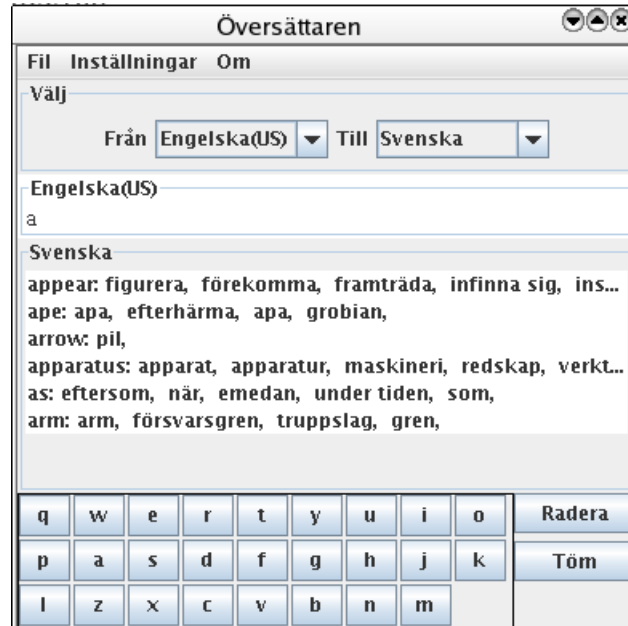 Översättaren
Fil Inställningar Om
Välj
Från Engelska(US) Till Svenska
Engelska(US)
a
Svenska
appear: figurera, förekomma, framträda, infinna sig, ins...
ape: apa, efterhärma, apa, grobian,
arrow: pil,
apparatus: apparat, apparatur, maskineri, redskap, verkt...
as: eftersom, när, emedan, under tiden, som,
arm: arm, försvarsgren, truppslag, gren,
q w e r t y u i o Radera
p a s d f g h j k Töm
l z x c v b n m